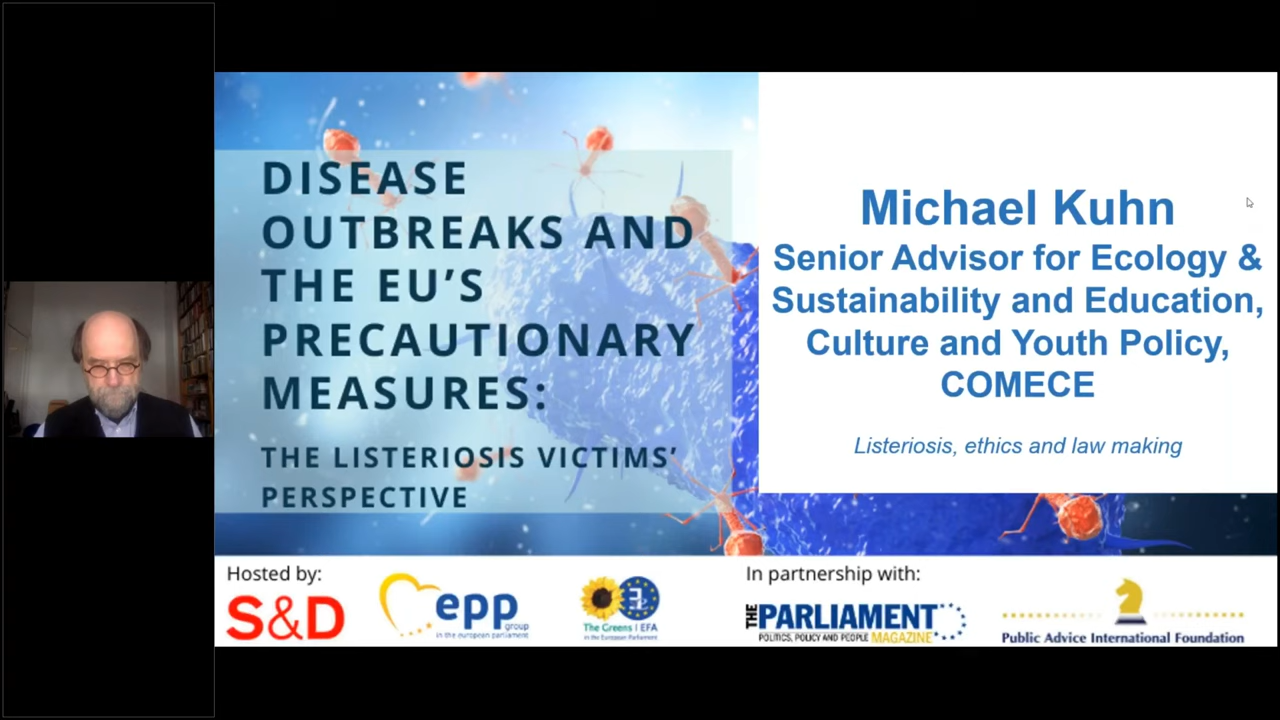 DISEASE
OUTBREAKS AND
THE EU'S
PRECAUTIONARY
MEASURES:
THE LISTERIOSIS VICTIMS'
PERSPECTIVE
Michael Kuhn
Senior Advisor for Ecology &
Sustainability and Education,
Culture and Youth Policy,
COMECE
Listeriosis, ethics and law making
Hosted by:
S&D
epp
group
in the european parliament
The Greens | EFA
in the European Parliament
In partnership with:
THE PARLIAMENT
POLITICS, POLICY AND PEOPLE MAGAZINE
Public Advice International Foundation